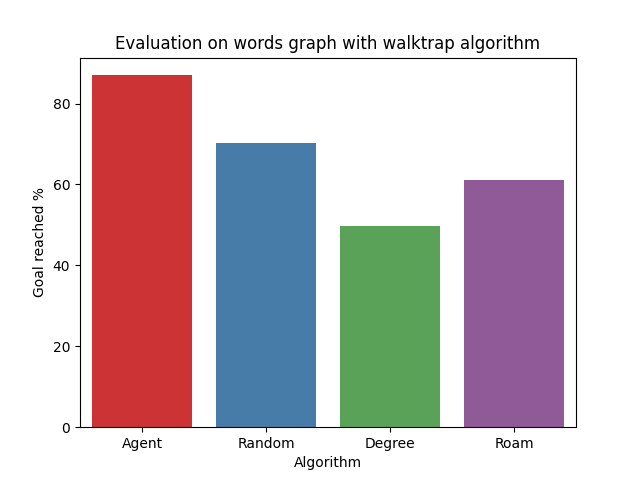 Evaluation on words graph with walktrap algorithm
Goal reached %
80
60
40
20
0
Agent Random Degree Roam
Algorithm